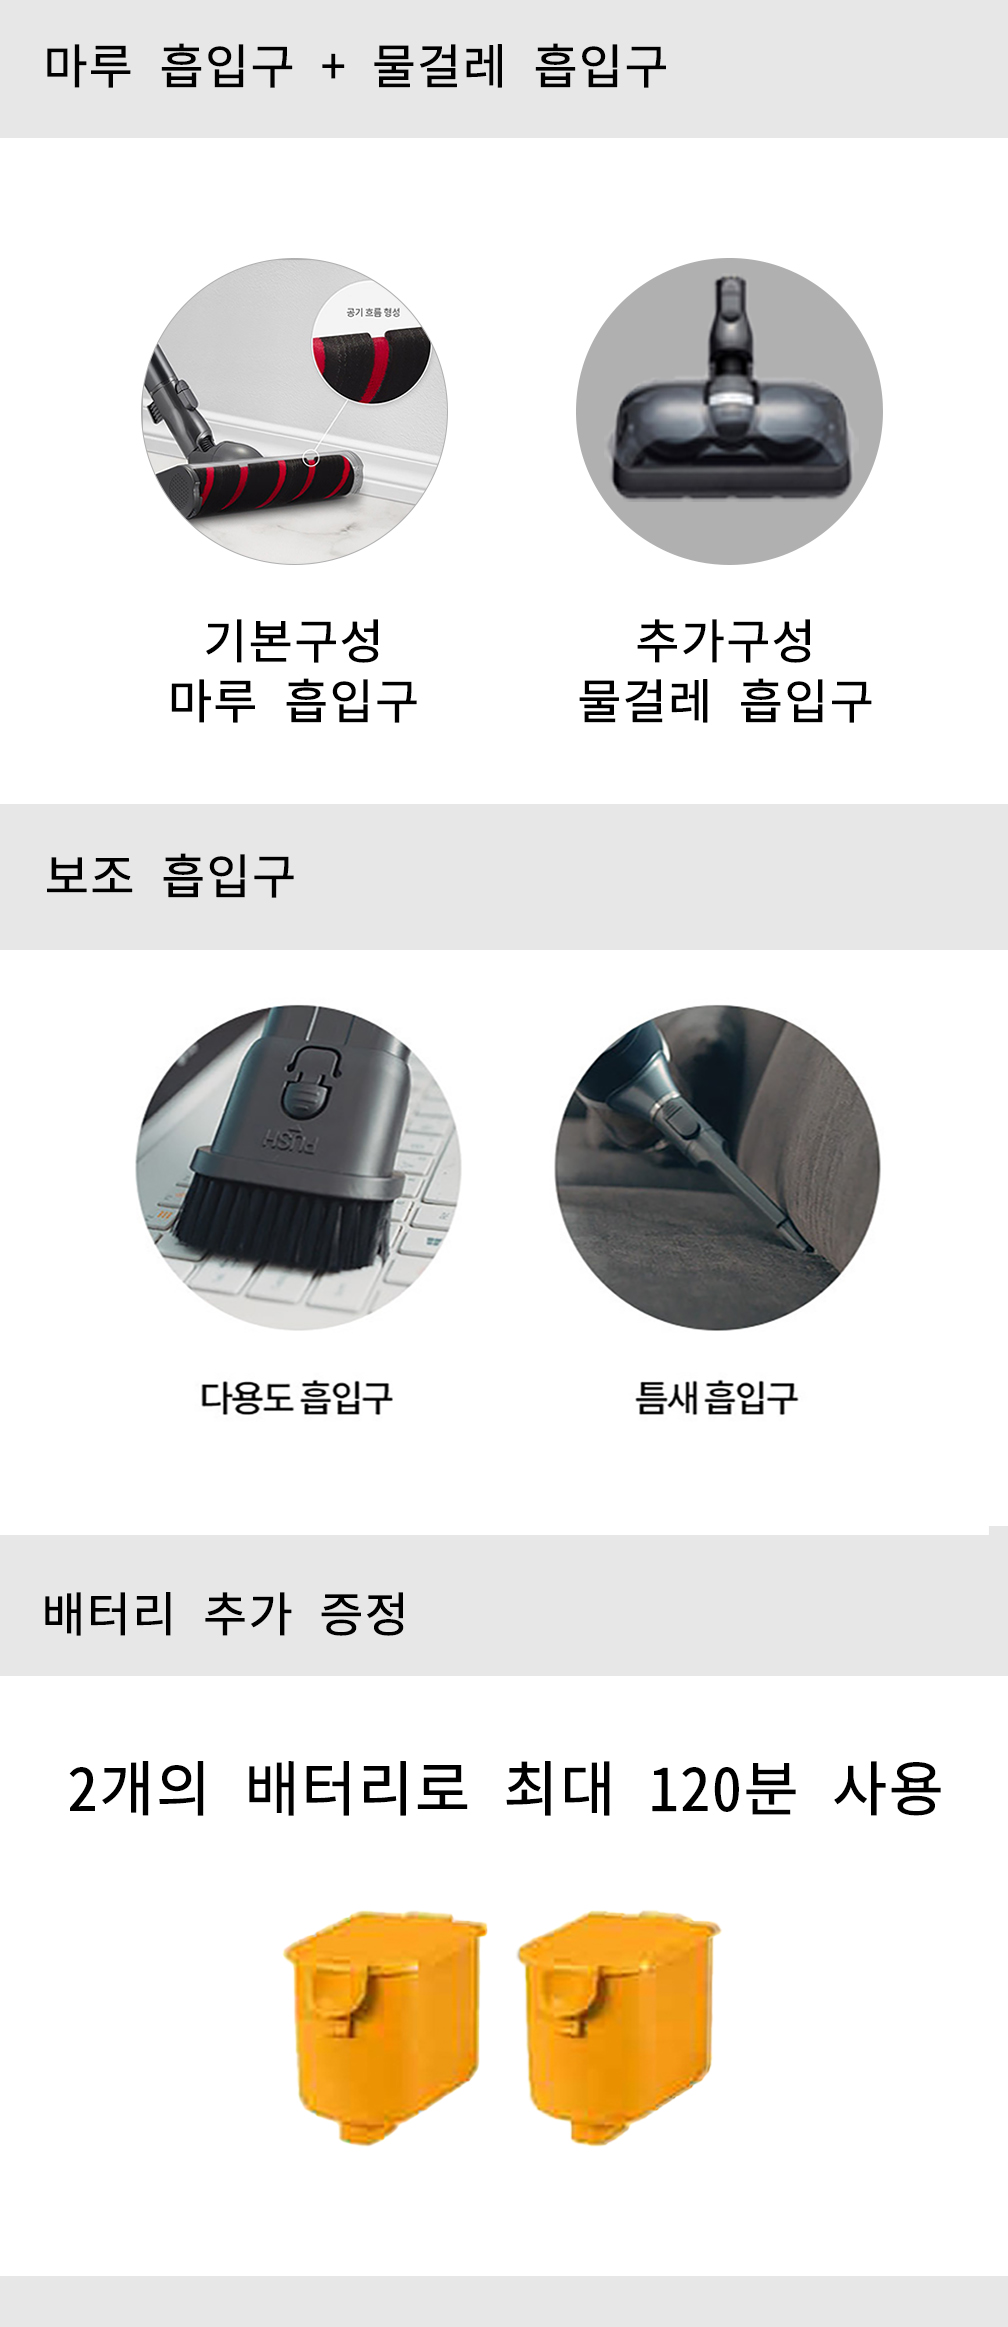 마루 흡입구 + 물걸레 흡입구
공기 흐름 형성
기본구성
마루 흡입구
추가구성
물걸레 흡입구
보조 흡입구
PUSH
다용도 흡입구
틈새 흡입구
배터리 추가 증정
2개의 배터리로 최대 120분 사용